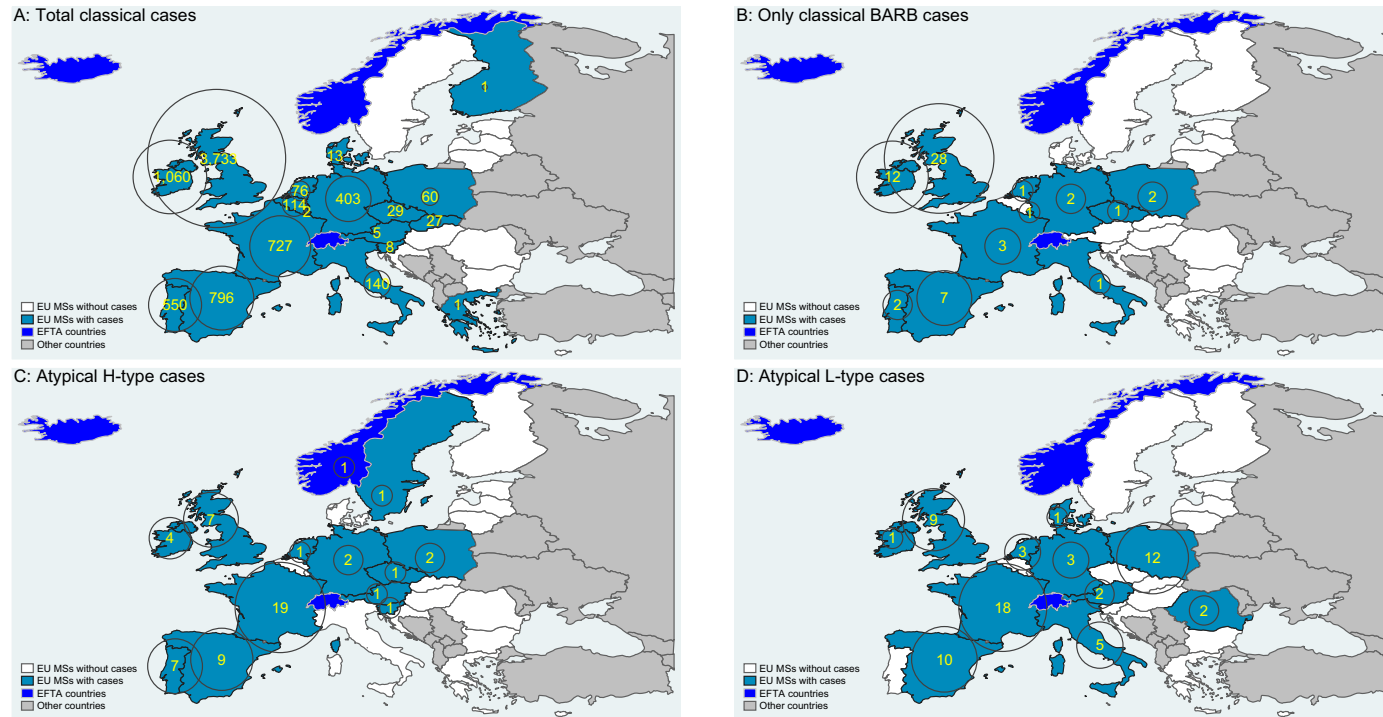 A: Total classical cases
1
3.733
1.060
13
76
114
2
403
60
29
27
5
8
727
796
550
140
1
EU MSs without cases
EU MSs with cases
EFTA countries
Other countries
B: Only classical BARB cases
28
12
1
2
2
1
1
3
1
7
2
EU MSs without cases
EU MSs with cases
EFTA countries
Other countries
C: Atypical H-type cases
1
1
7
4
1
2
2
1
1
1
19
9
7
EU MSs without cases
EU MSs with cases
EFTA countries
Other countries
D: Atypical L-type cases
9
1
1
3
3
12
2
18
2
5
10
EU MSs without cases
EU MSs with cases
EFTA countries
Other countries